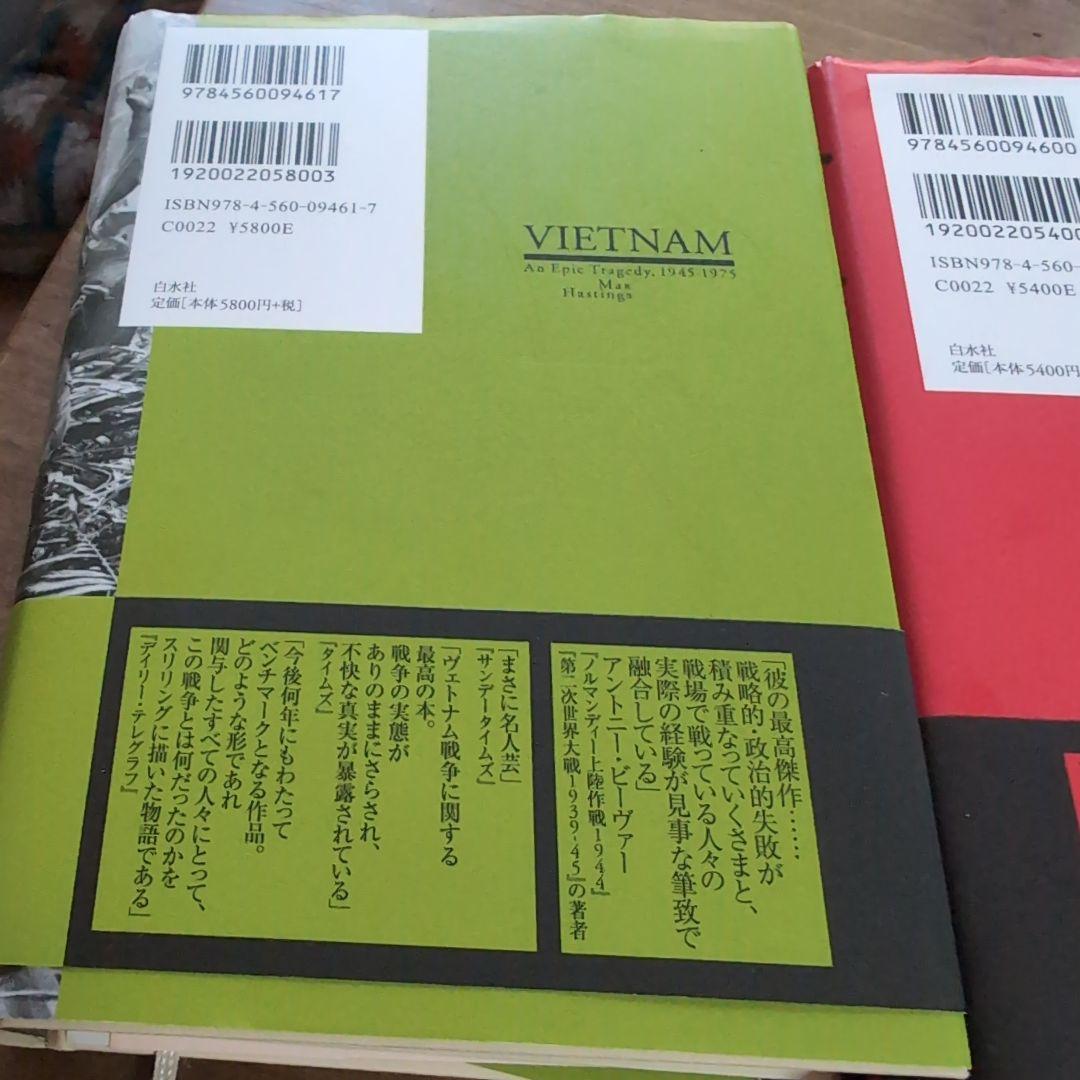 9784560094617
1920022058003
ISBN978-4-560-09461-7
C0022 ¥5800E
白水社
定価[本体5800円+税]
VIETNAM
An Epic Tragedy, 1945-1975
Max
Hastings
「彼の最高傑作……
戦略的・政治的失敗が
積み重なっていくさまと、
戦場で戦っている人々の
実際の経験が見事な筆致で
融合している」
アントニー・ビーヴァー
『ノルマンディー上陸作戦1944』
『第二次世界大戦1939-45』の著者
「まさに名人芸」
『サンデータイムズ』
「ヴェトナム戦争に関する
最高の本。
戦争の実態が
ありのままにさらされ、
不快な真実が暴露されている」
『タイムズ』
「今後何年にもわたって
ベンチマークとなる作品。
どのような形であれ
関与したすべての人々にとって、
この戦争とは何だったのかを
スリリングに描いた物語である」
『デイリー・テレグラフ』
9784560094600
192002205400
ISBN978-4-560-
C0022 ¥5400E
白水社
定価[本体5400円